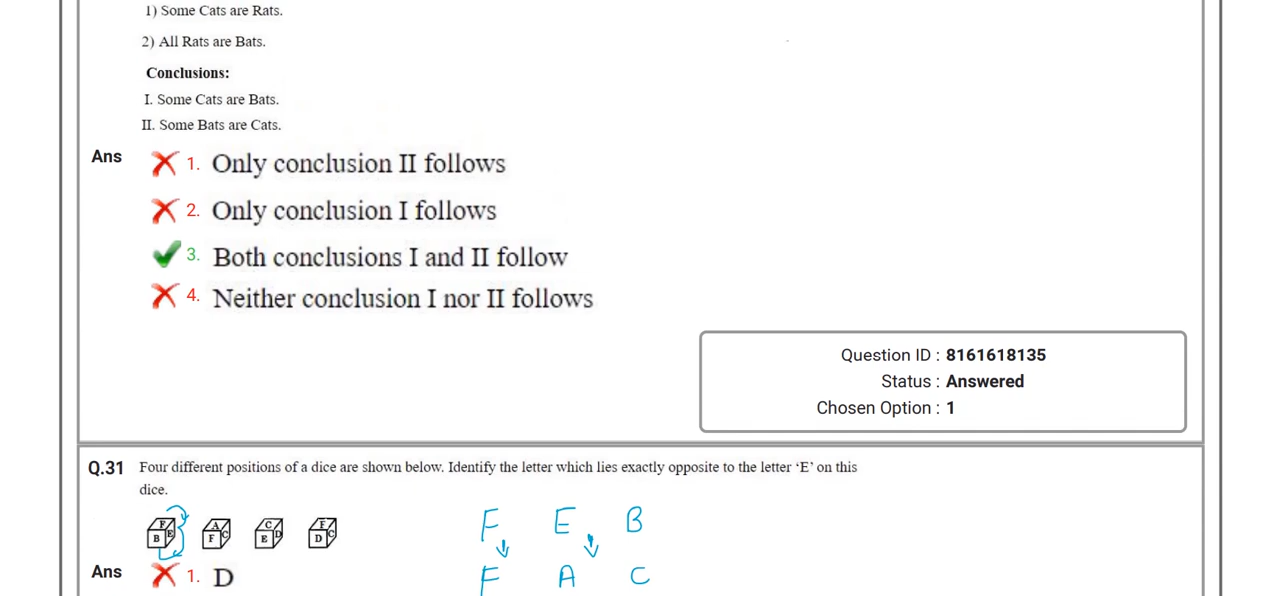 1) Some Cats are Rats.
2) All Rats are Bats.
Conclusions:
I. Some Cats are Bats.
II. Some Bats are Cats.
Ans 1. Only conclusion II follows
2. Only conclusion I follows
3. Both conclusions I and II follow
4. Neither conclusion I nor II follows
Question ID : 8161618135
Status : Answered
Chosen Option : 1
Q.31 Four different positions of a dice are shown below. Identify the letter which lies exactly opposite to the letter ‘E’ on this
dice.
F B E A F C C E D F D C
F E B
Ans 1. D
F A C